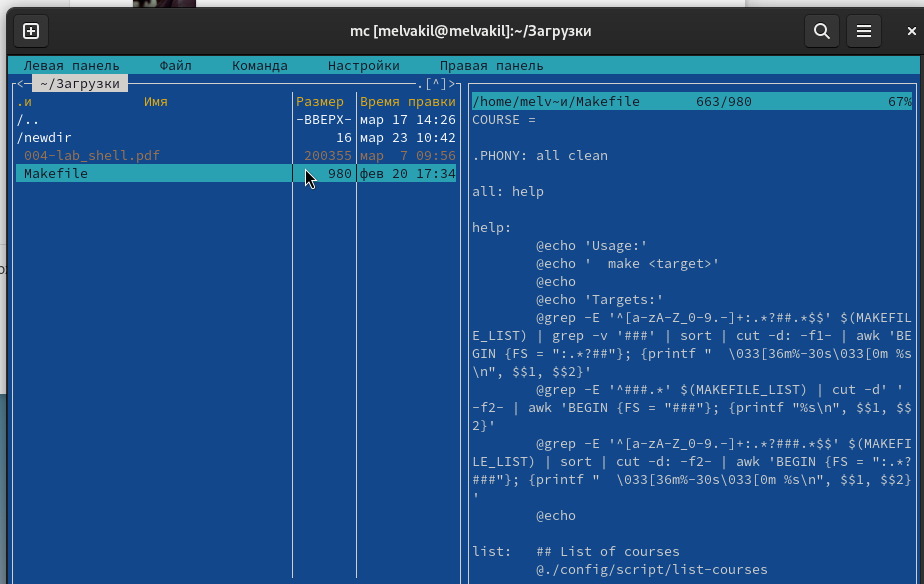 mc [melvakil@melvakil]:~/Загрузки
Левая панель Файл Команда Настройки Правая панель
<- ~/Загрузки .[^]>
.и Имя Размер Время правки
/.. -ВВЕРХ- мар 17 14:26
/newdir 16 мар 23 10:42
004-lab_shell.pdf 200355 мар 7 09:56
Makefile 980 фев 20 17:34
/home/melv~и/Makefile 663/980 67%
COURSE =
.PHONY: all clean
all: help
help:
@echo 'Usage:'
@echo '  make <target>'
@echo
@echo 'Targets:'
@grep -E '^[a-zA-Z_0-9.-]+:.*?##.*$$' $(MAKEFIL
E_LIST) | grep -v '###' | sort | cut -d: -f1- | awk 'BE
GIN {FS = ":.*?##"}; {printf "  \033[36m%-30s\033[0m %s
\n", $$1, $$2}'
@grep -E '^###.*' $(MAKEFILE_LIST) | cut -d' '
-f2- | awk 'BEGIN {FS = "###"}; {printf "%s\n", $$1, $$
2}'
@grep -E '^[a-zA-Z_0-9.-]+:.*?###.*$$' $(MAKEFI
LE_LIST) | sort | cut -d: -f2- | awk 'BEGIN {FS = ":.*?
###"}; {printf "  \033[36m%-30s\033[0m %s\n", $$1, $$2}
'
@echo
list:   ## List of courses
@./config/script/list-courses